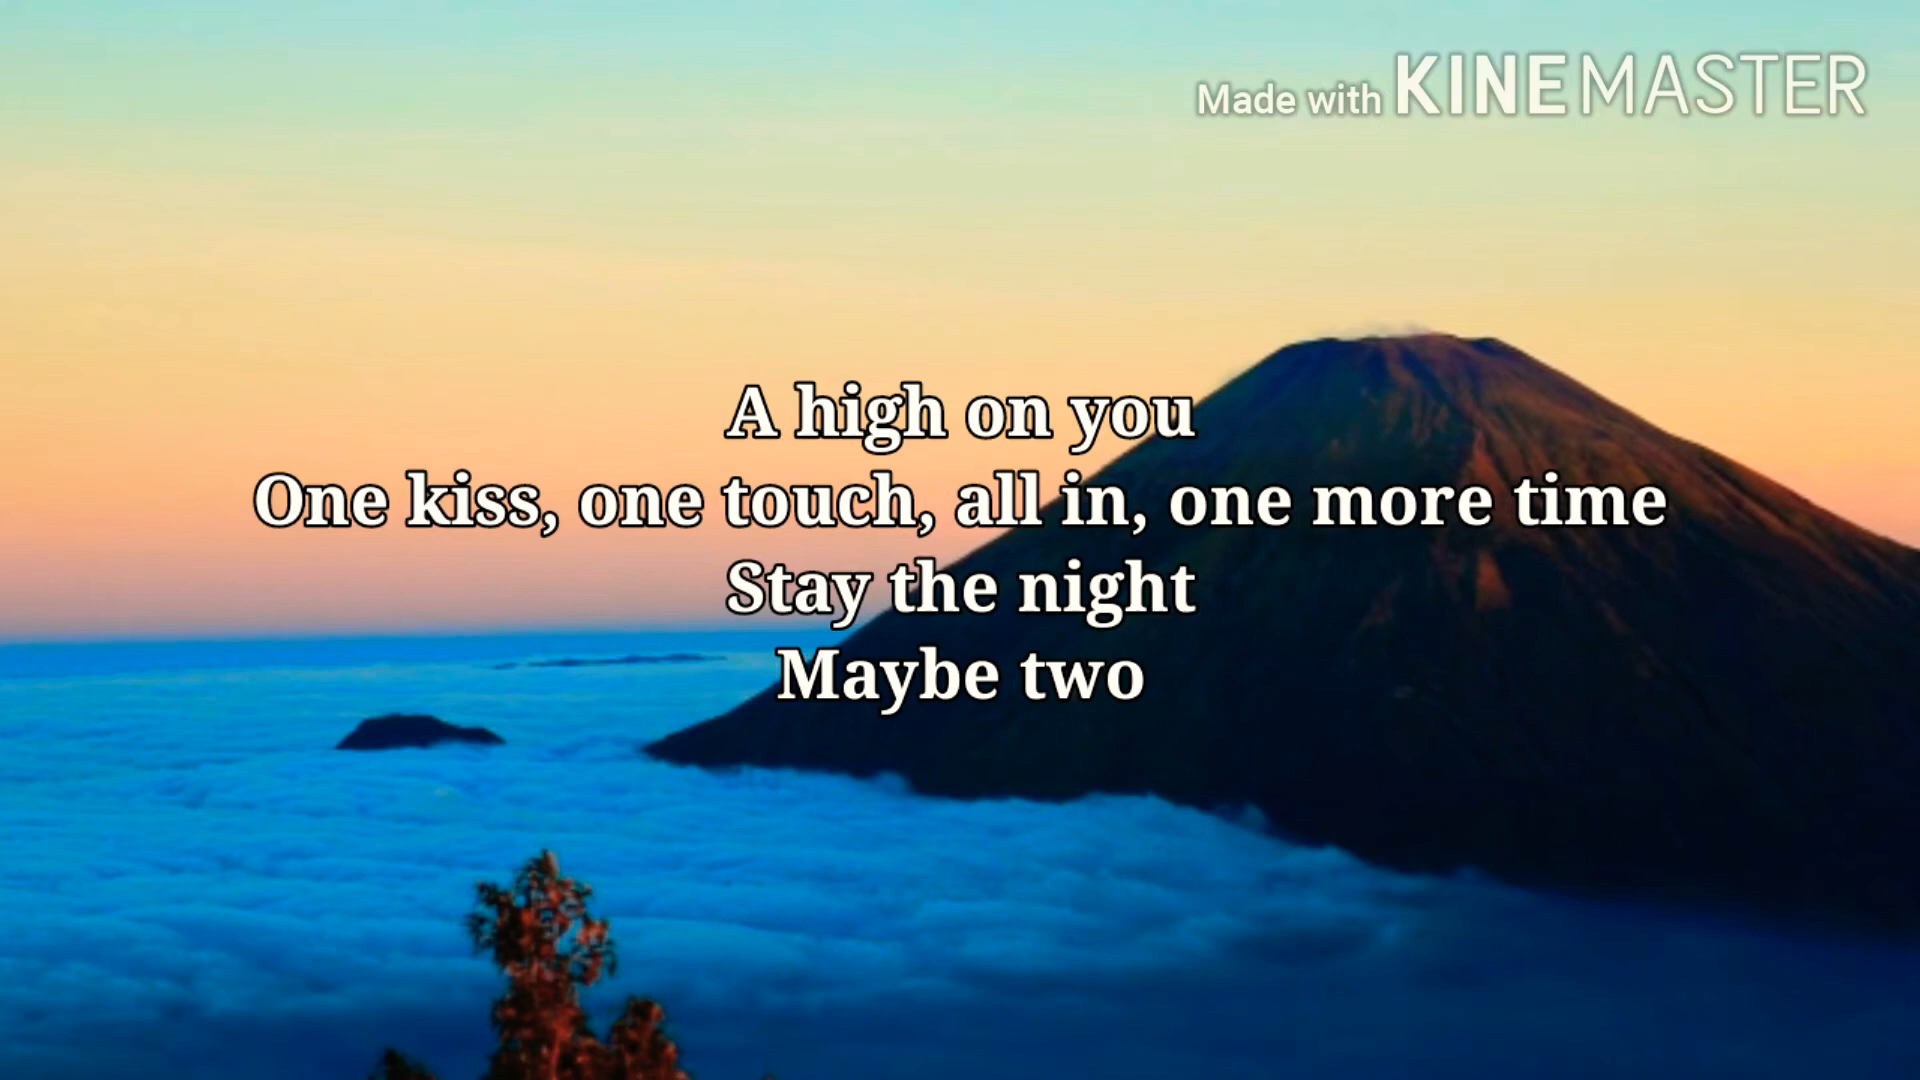 Made with KINEMASTER
A high on you
One kiss, one touch, all in, one more time
Stay the night
Maybe two